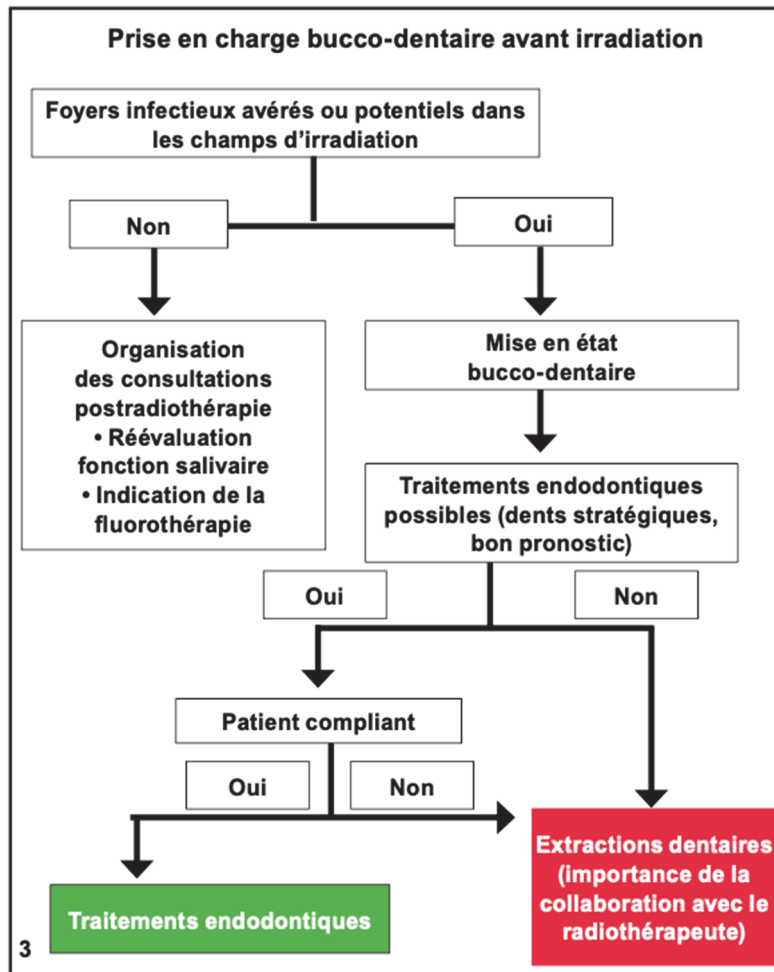 Prise en charge bucco-dentaire avant irradiation
Foyers infectieux avérés ou potentiels dans
les champs d'irradiation
Non
Oui
Organisation
des consultations
postradiothérapie
• Réévaluation
fonction salivaire
• Indication de la
fluorothérapie
Mise en état
bucco-dentaire
Traitements endodontiques
possibles (dents stratégiques,
bon pronostic)
Oui
Non
Patient compliant
Oui
Non
Traitements endodontiques
Extractions dentaires
(importance de la
collaboration avec le
radiothérapeute)
3